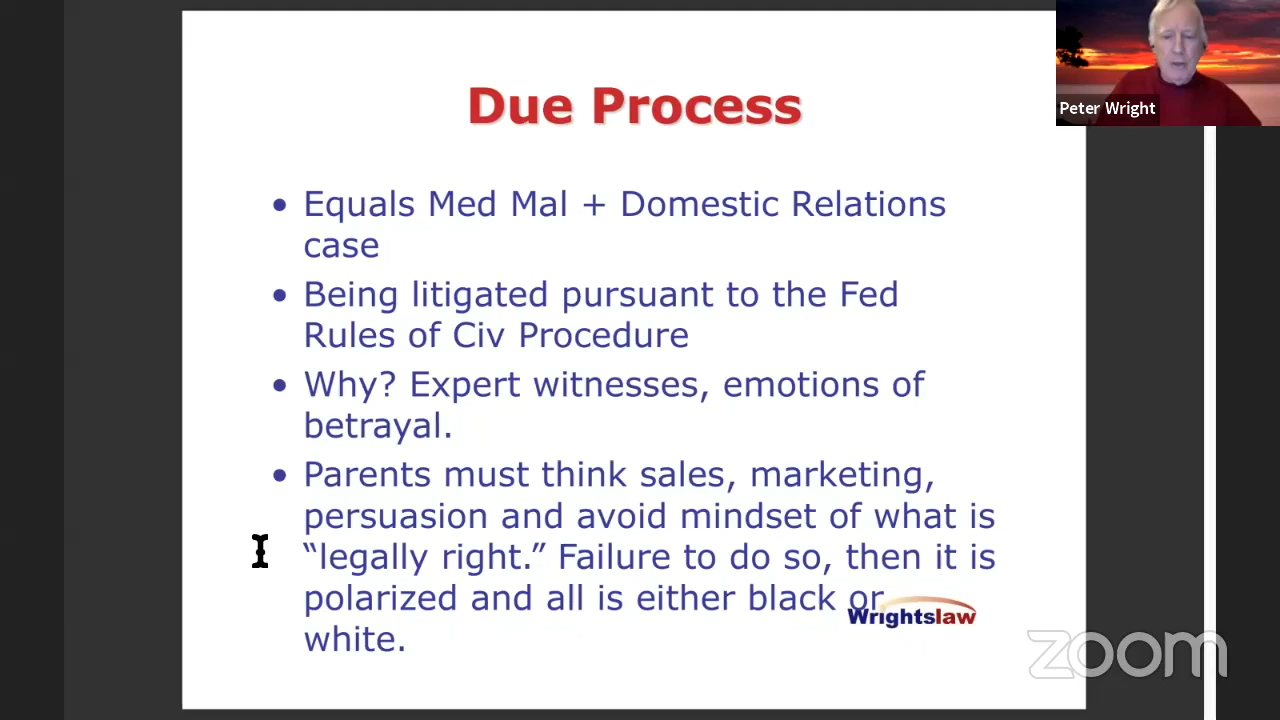 Due Process
Peter Wright
• Equals Med Mal + Domestic Relations
case
• Being litigated pursuant to the Fed
Rules of Civ Procedure
• Why? Expert witnesses, emotions of
betrayal.
• Parents must think sales, marketing,
persuasion and avoid mindset of what is
“legally right.” Failure to do so, then it is
polarized and all is either black or
white.
Wrightslaw
zoom